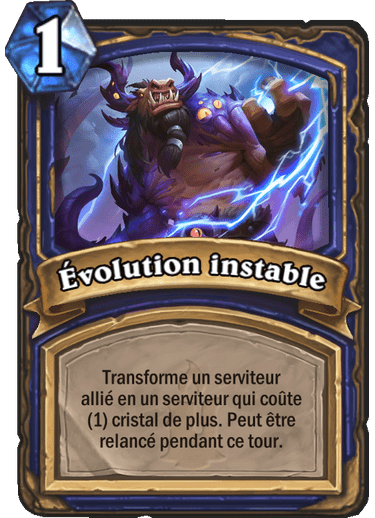 1
Évolution instable
Transforme un serviteur
allié en un serviteur qui coûte
(1) cristal de plus. Peut être
relancé pendant ce tour.